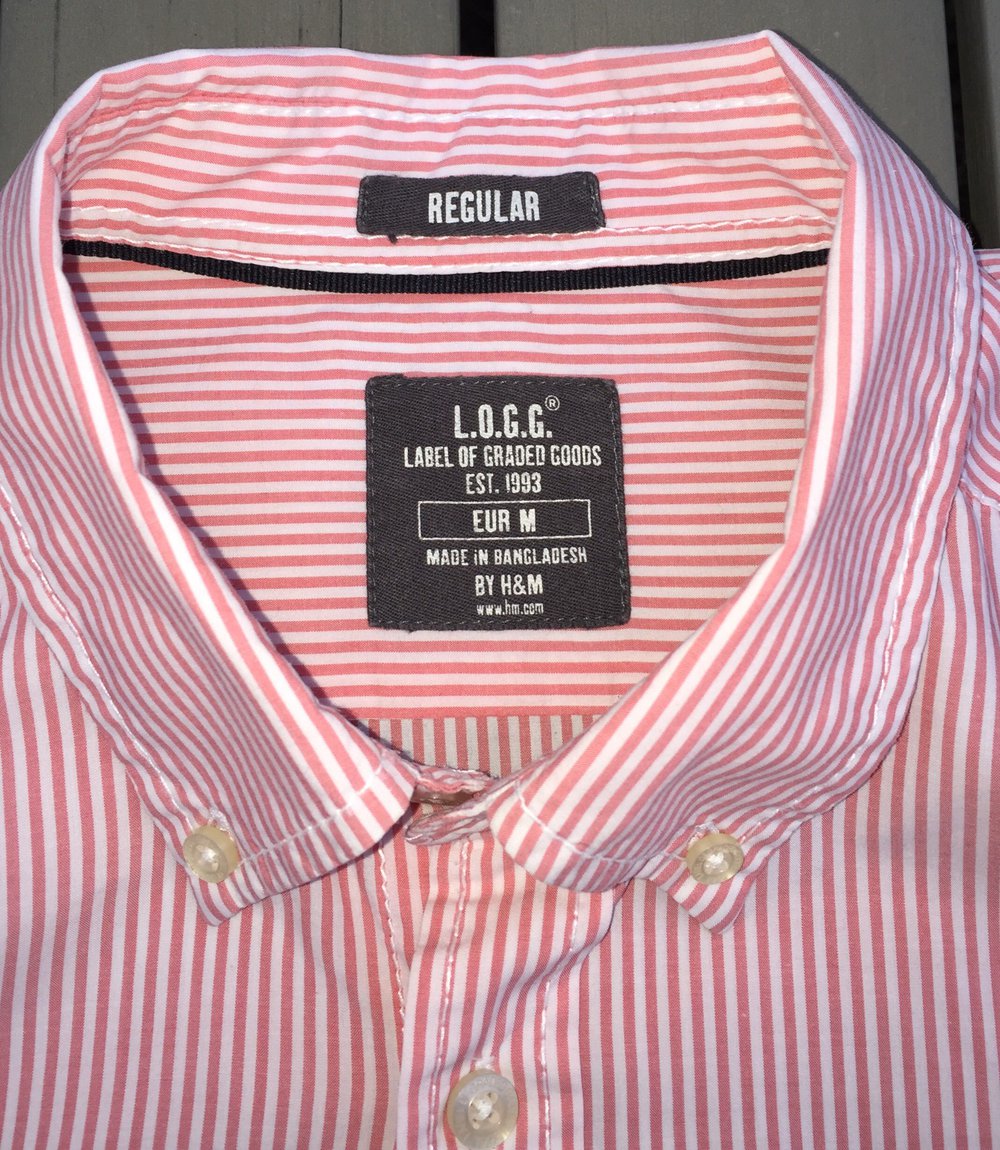 REGULAR
L.O.G.G.®
LABEL OF GRADED GOODS
EST. 1993
EUR M
MADE IN BANGLADESH
BY H&M
www.hm.com